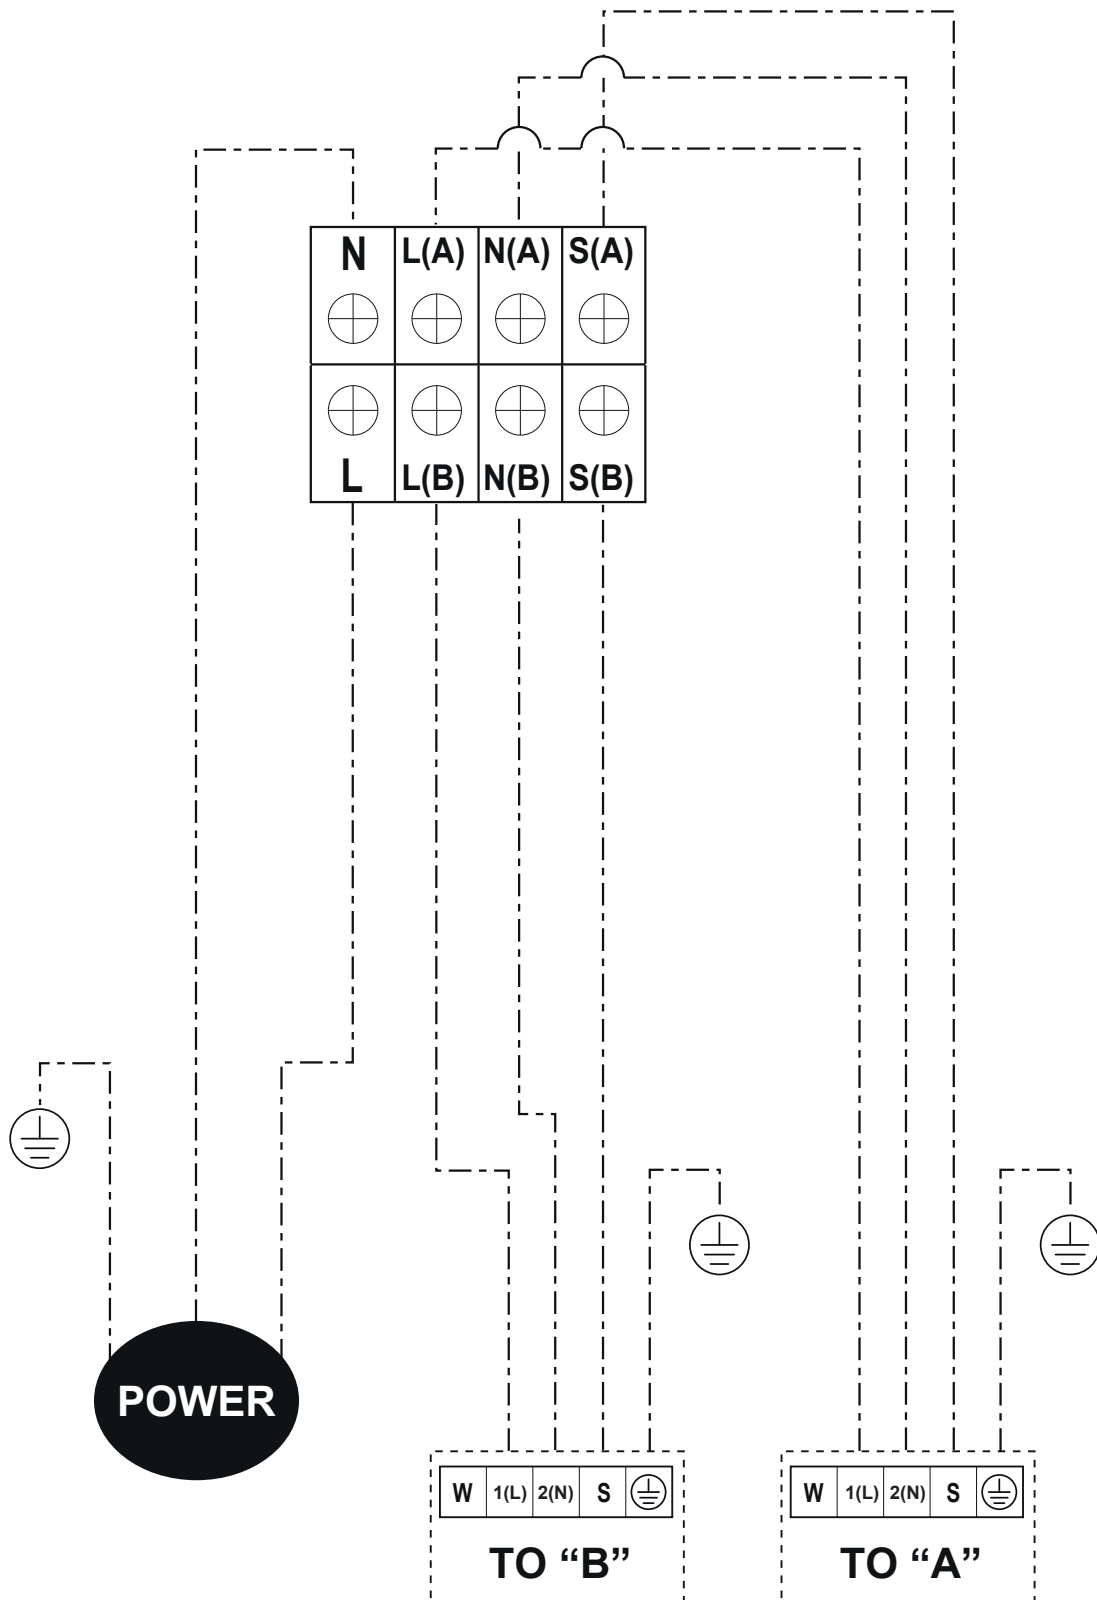 N L(A) N(A) S(A)
L L(B) N(B) S(B)
POWER
W 1(L) 2(N) S
TO “B”
W 1(L) 2(N) S
TO “A”